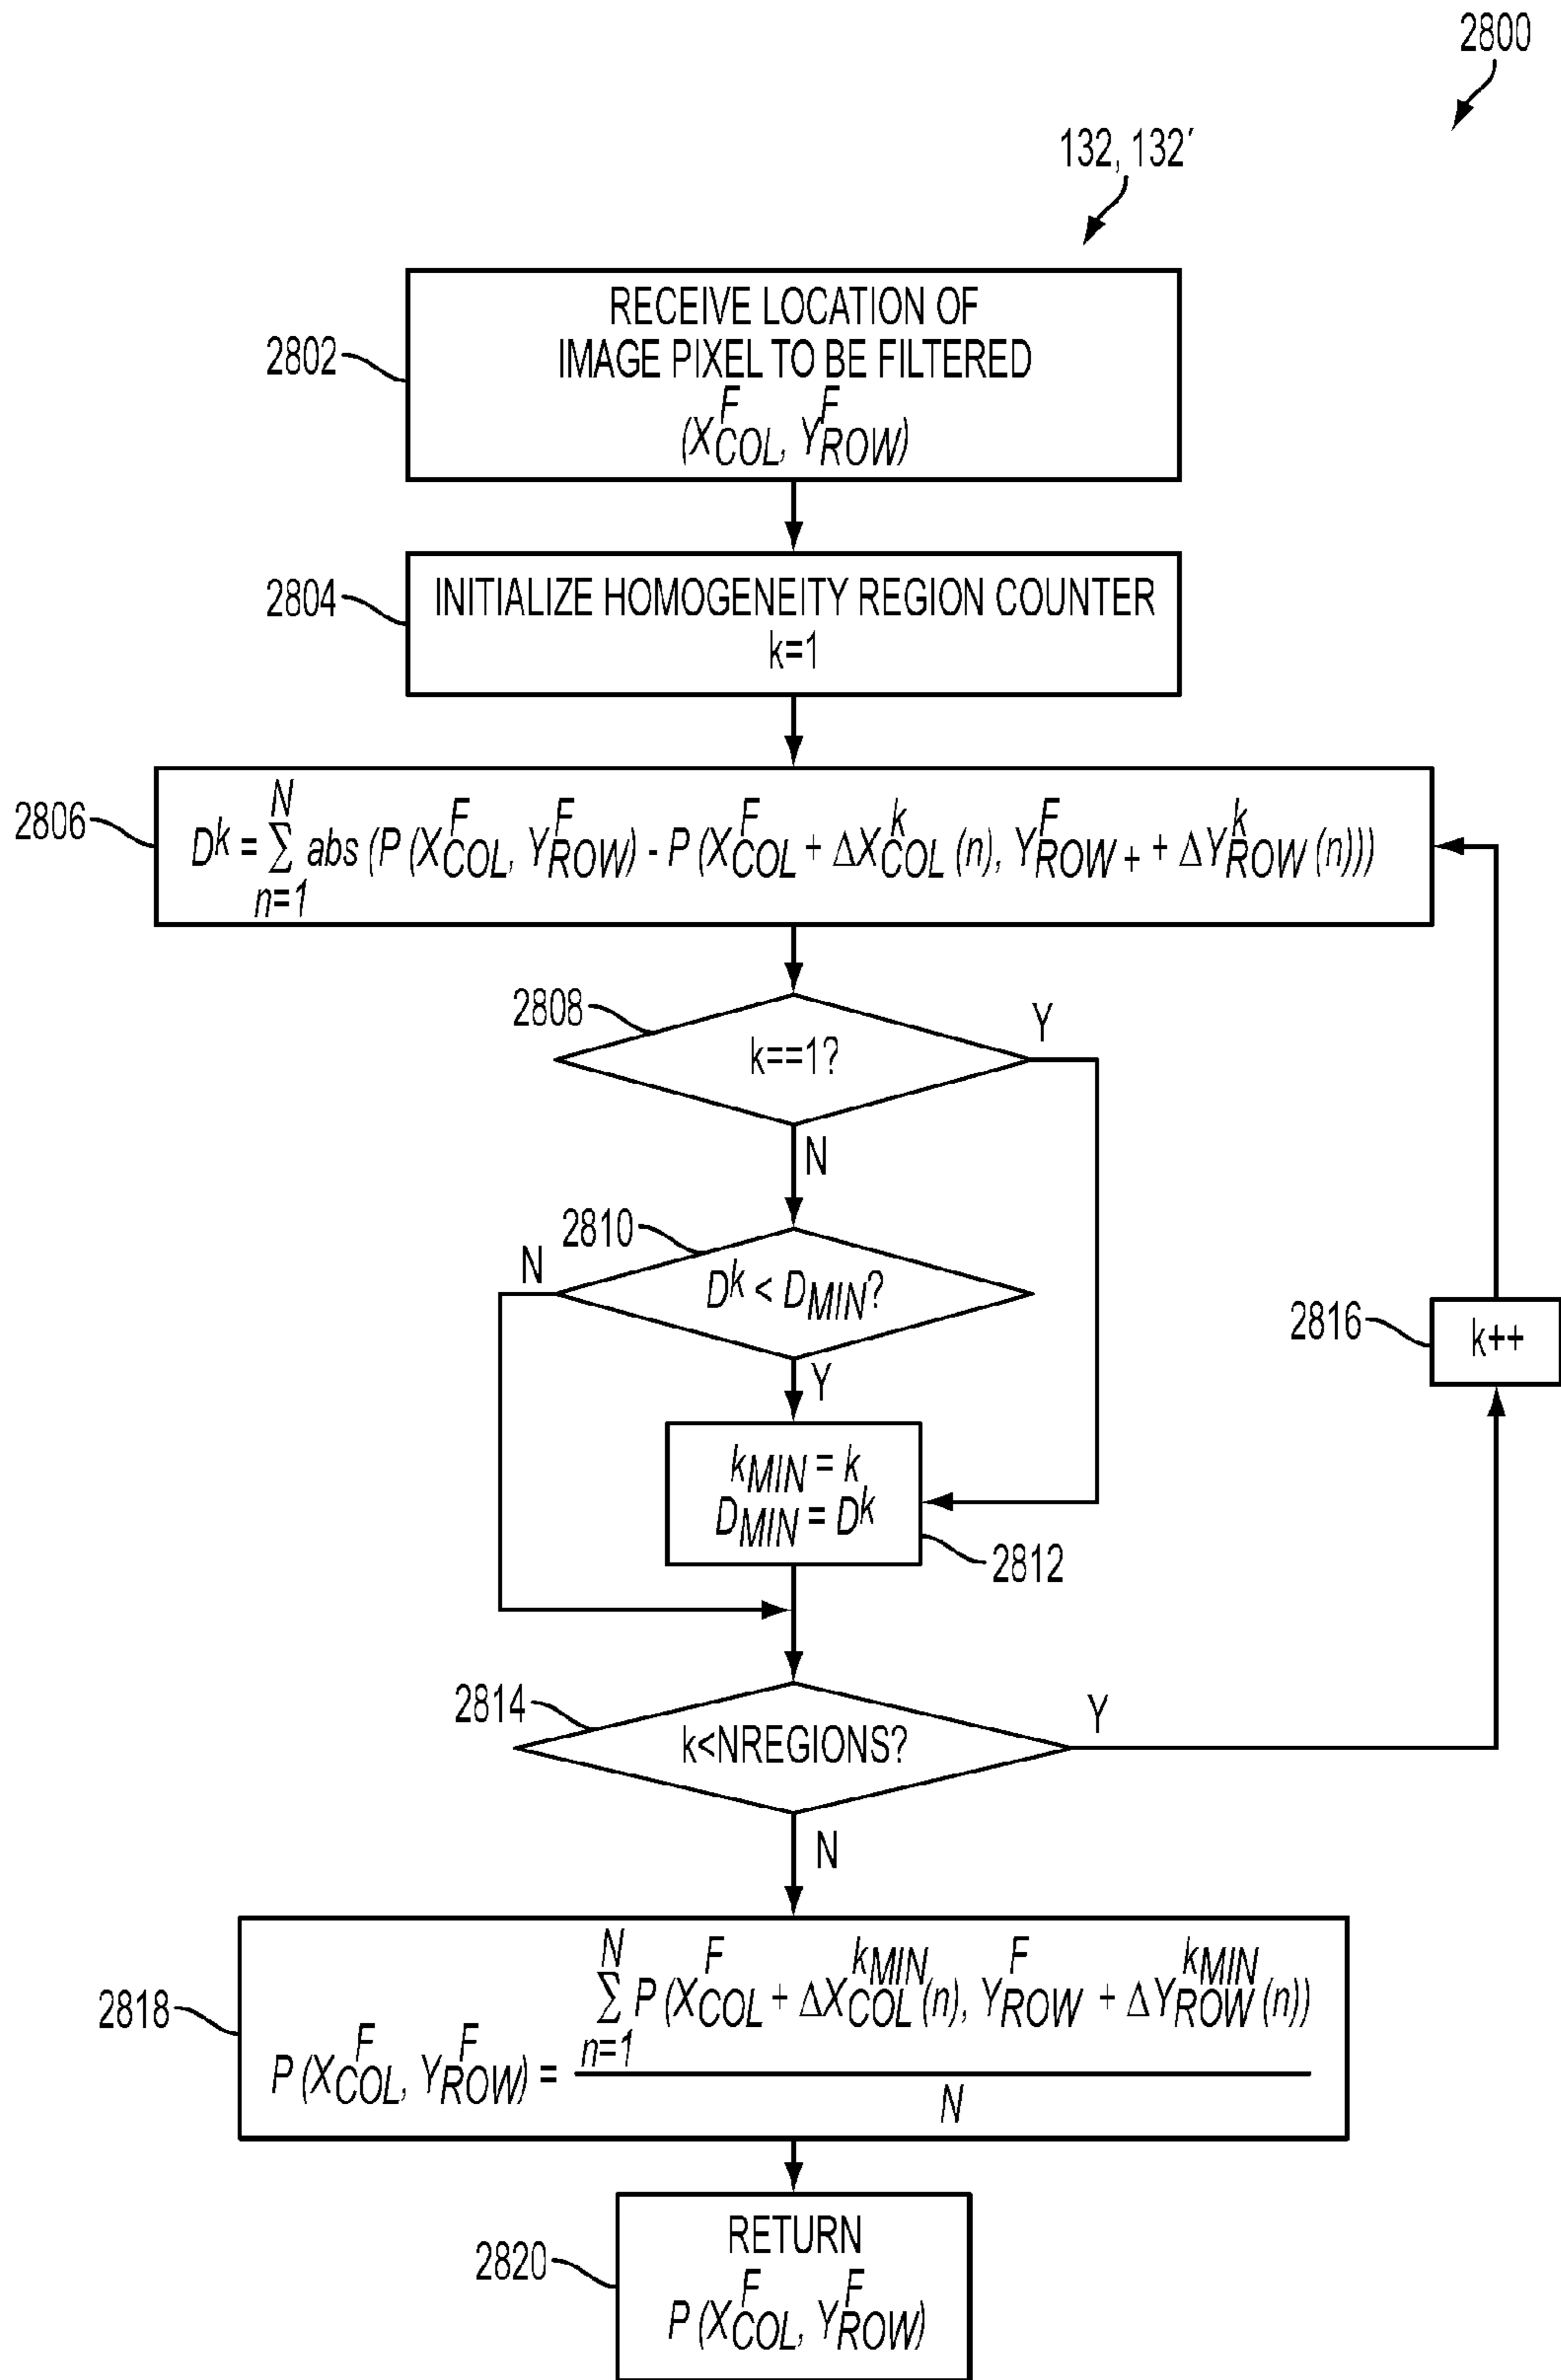 2800
132, 132′
2802
RECEIVE LOCATION OF
IMAGE PIXEL TO BE FILTERED
(X^F_COL, Y^F_ROW)
2804
INITIALIZE HOMOGENEITY REGION COUNTER
k=1
2806
D^k = Σ^N_{n=1} abs (P (X^F_COL, Y^F_ROW) - P (X^F_COL + ΔX^k_COL (n), Y^F_ROW + + ΔY^k_ROW (n)))
2808
k==1?
Y
N
2810
D^k < D_MIN?
N
Y
k_MIN = k
D_MIN = D^k
2812
2816
k++
2814
k<NREGIONS?
Y
N
2818
P (X^F_COL, Y^F_ROW) = Σ^N_{n=1} P (X^F_COL + ΔX^{k_MIN}_COL (n), Y^F_ROW + ΔY^{k_MIN}_ROW (n))
N
2820
RETURN
P (X^F_COL, Y^F_ROW)